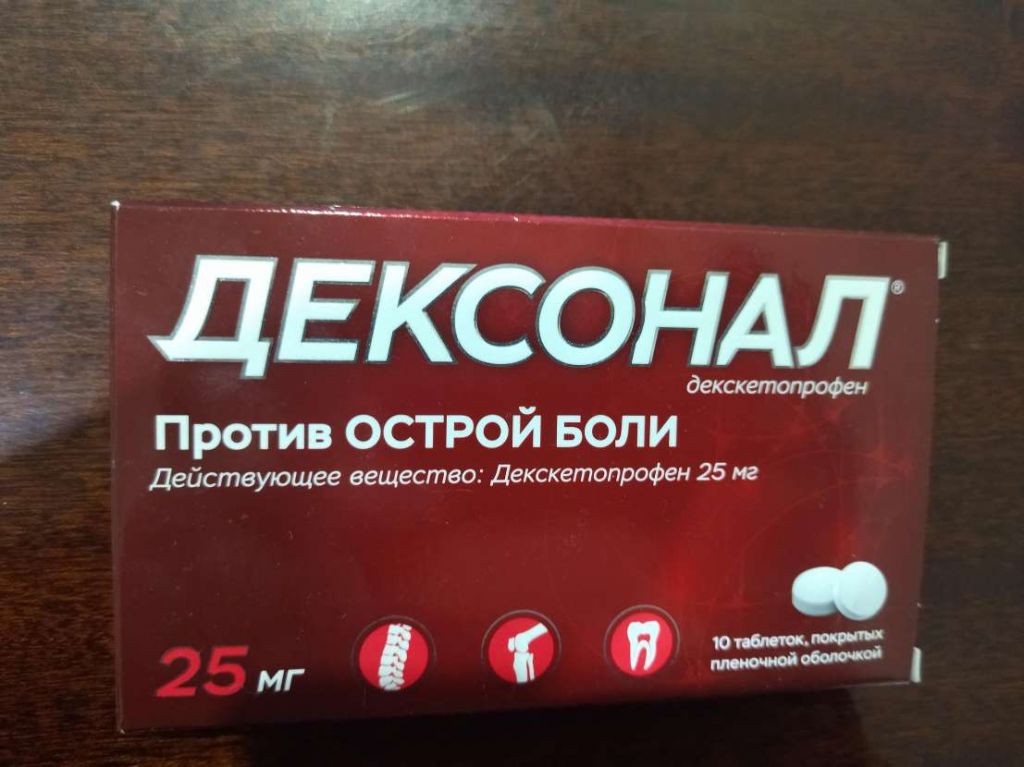 ДЕКСОНАЛ®
декскетопрофен
Против ОСТРОЙ БОЛИ
Действующее вещество: Декскетопрофен 25 мг
25 мг
10 таблеток, покрытых
пленочной оболочкой